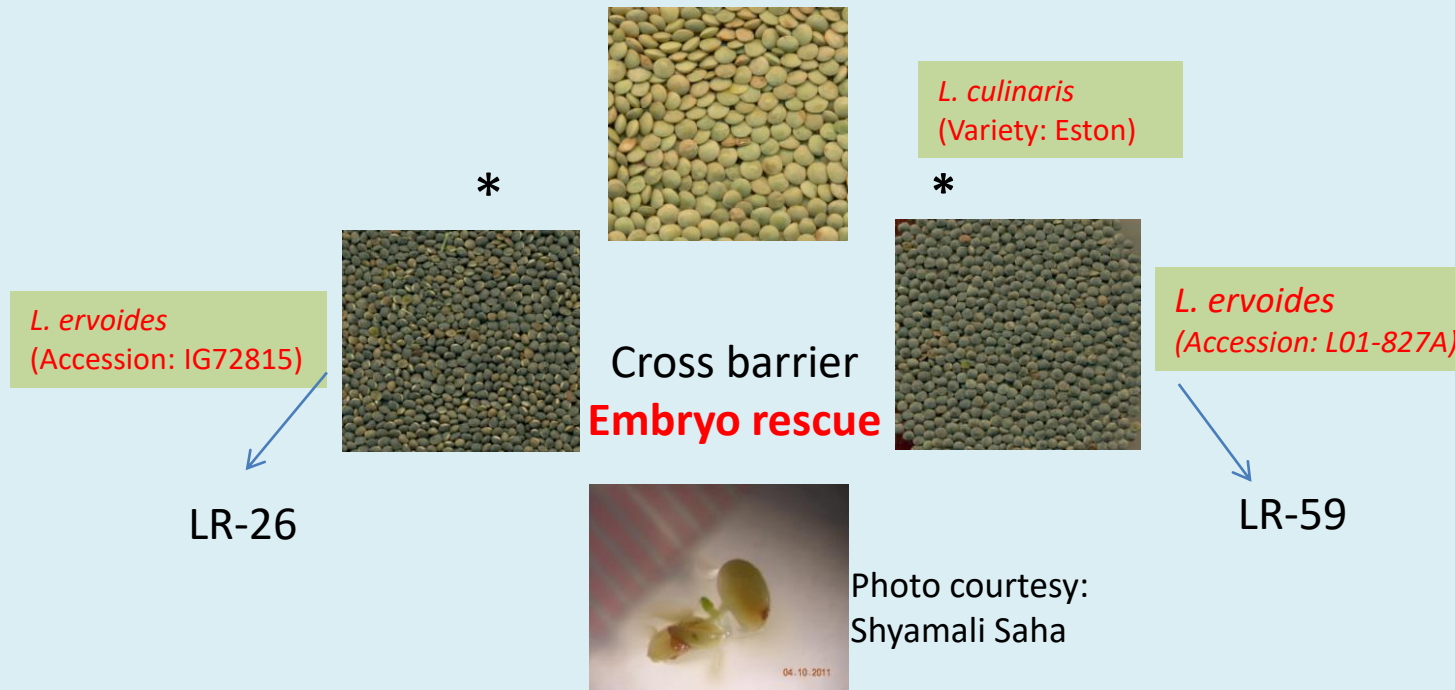 L. culinaris
(Variety: Eston)
*
*
L. ervoides
(Accession: IG72815)
L. ervoides
(Accession: L01-827A)
Cross barrier
Embryo rescue
LR-26
LR-59
Photo courtesy:
Shyamali Saha
04.10.2011